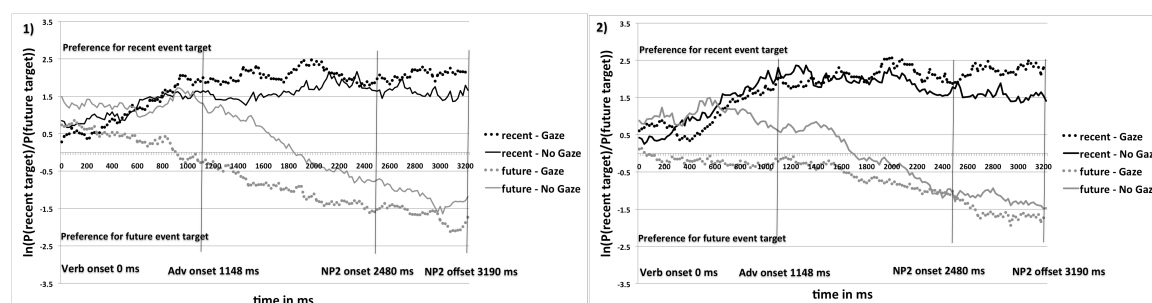 1)
3.5
2.5
1.5
0.5
-0.5
-1.5
-2.5
-3.5
ln(P(recent target)/P(future target))
Preference for recent event target
0 200 400 600 800 1000 1200 1400 1600 1800 2000 2200 2400 2600 2800 3000 3200
Preference for future event target
Verb onset 0 ms Adv onset 1148 ms NP2 onset 2480 ms NP2 offset 3190 ms
time in ms
recent - Gaze
recent - No Gaze
future - Gaze
future - No Gaze
2)
3.5
2.5
1.5
0.5
-0.5
-1.5
-2.5
-3.5
ln(P(recent target)/P(future target))
Preference for recent event target
0 200 400 600 800 1000 1200 1400 1600 1800 2000 2200 2400 2600 2800 3000 3200
Preference for future event target
Verb onset 0 ms Adv onset 1148 ms NP2 onset 2480 ms NP2 offset 3190 ms
time in ms
recent - Gaze
recent - No Gaze
future - Gaze
future - No Gaze